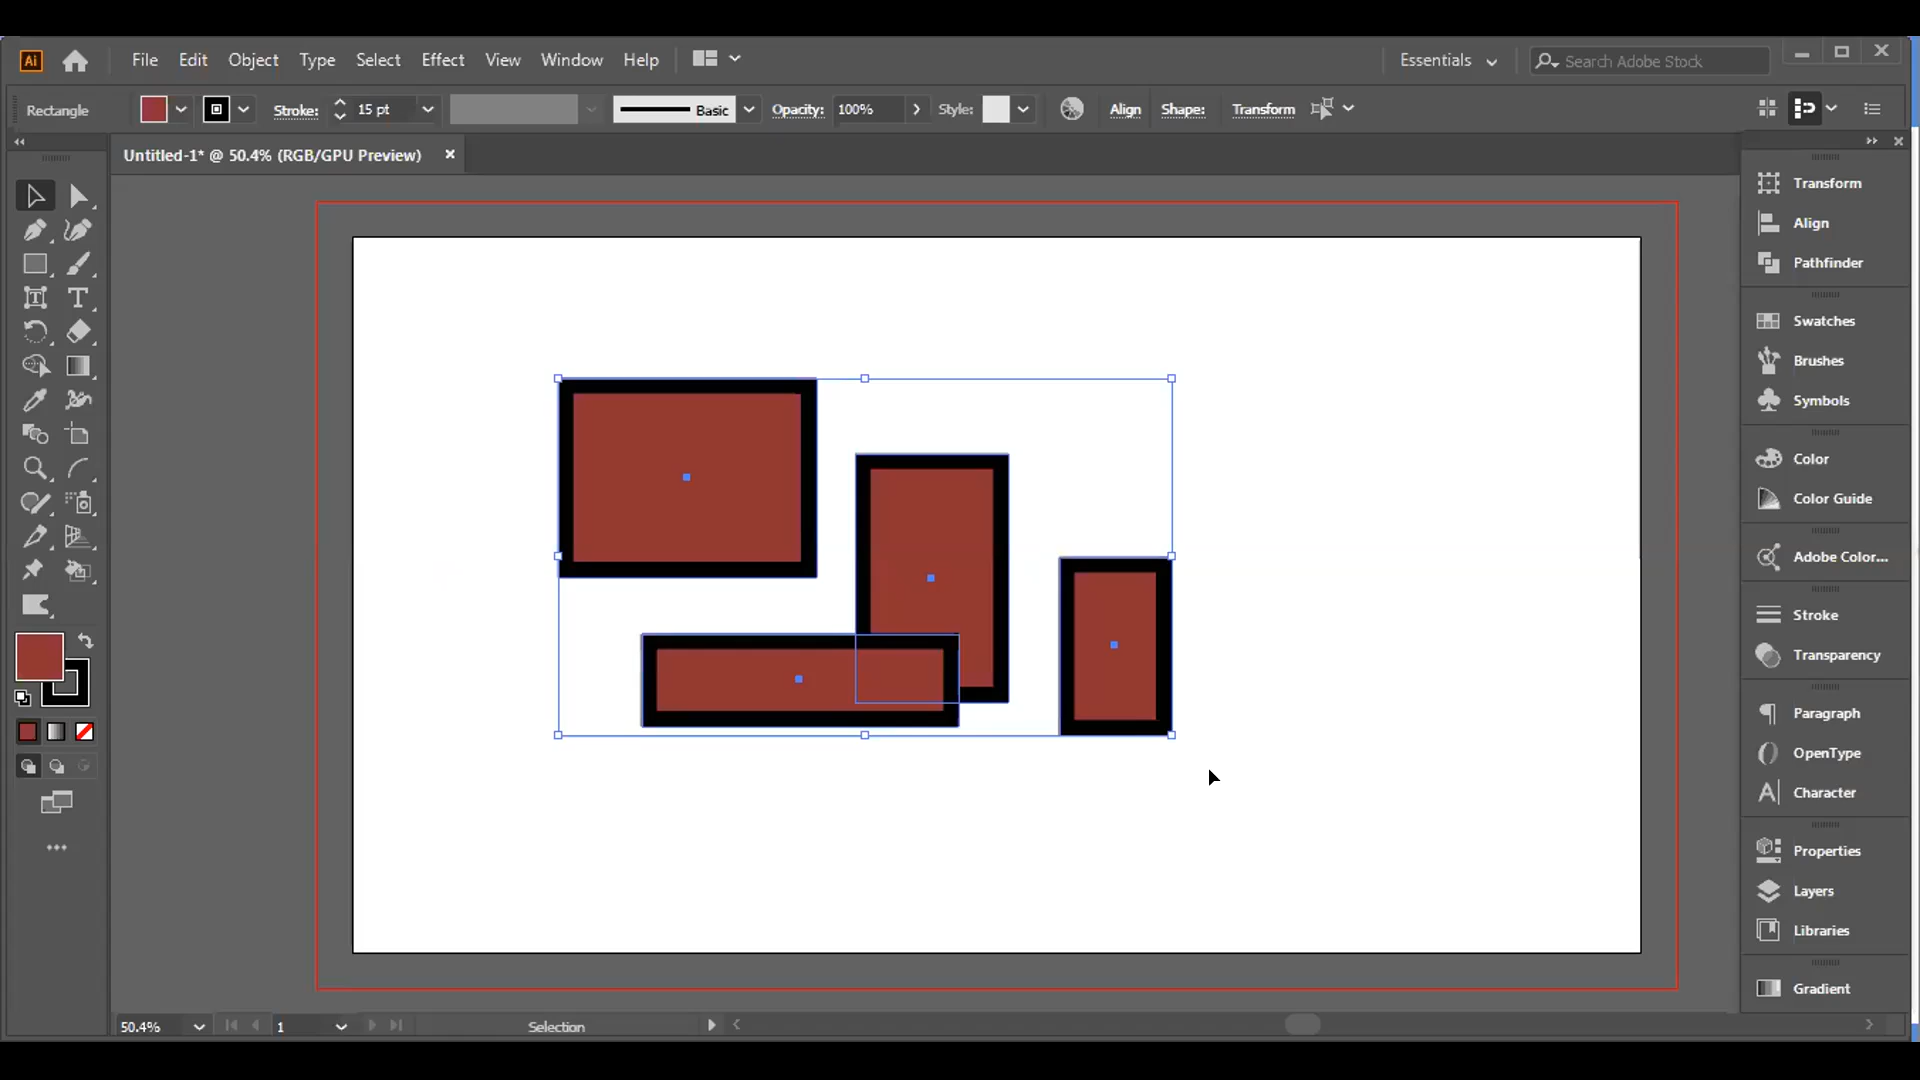 Ai File Edit Object Type Select Effect View Window Help Essentials Search Adobe Stock
Rectangle Stroke: 15 pt Basic Opacity: 100% Style: Align Shape: Transform
Untitled-1* @ 50.4% (RGB/GPU Preview)
Transform
Align
Pathfinder
Swatches
Brushes
Symbols
Color
Color Guide
Adobe Color...
Stroke
Transparency
Paragraph
OpenType
Character
Properties
Layers
Libraries
Gradient
50.4% 1 Selection